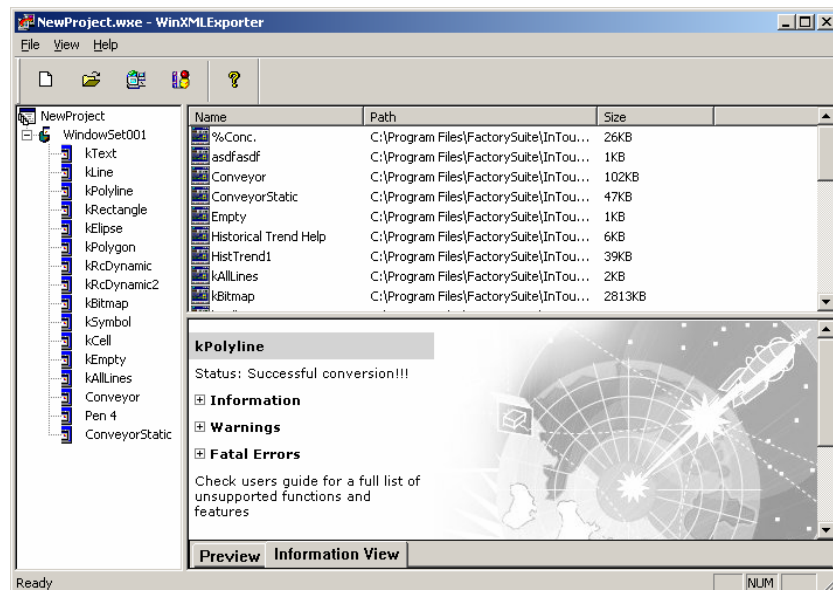 NewProject.wxe - WinXMLExporter
File View Help
NewProject
WindowSet001
kText
kLine
kPolyline
kRectangle
kElipse
kPolygon
kRcDynamic
kRcDynamic2
kBitmap
kSymbol
kCell
kEmpty
kAllLines
Conveyor
Pen 4
ConveyorStatic
Name Path Size
%Conc. C:\Program Files\FactorySuite\InTou... 26KB
asdfasdf C:\Program Files\FactorySuite\InTou... 1KB
Conveyor C:\Program Files\FactorySuite\InTou... 102KB
ConveyorStatic C:\Program Files\FactorySuite\InTou... 47KB
Empty C:\Program Files\FactorySuite\InTou... 1KB
Historical Trend Help C:\Program Files\FactorySuite\InTou... 6KB
HistTrend1 C:\Program Files\FactorySuite\InTou... 39KB
kAllLines C:\Program Files\FactorySuite\InTou... 2KB
kBitmap C:\Program Files\FactorySuite\InTou... 2813KB
kPolyline
Status: Successful conversion!!!
Information
Warnings
Fatal Errors
Check users guide for a full list of
unsupported functions and
features
Preview Information View
Ready NUM